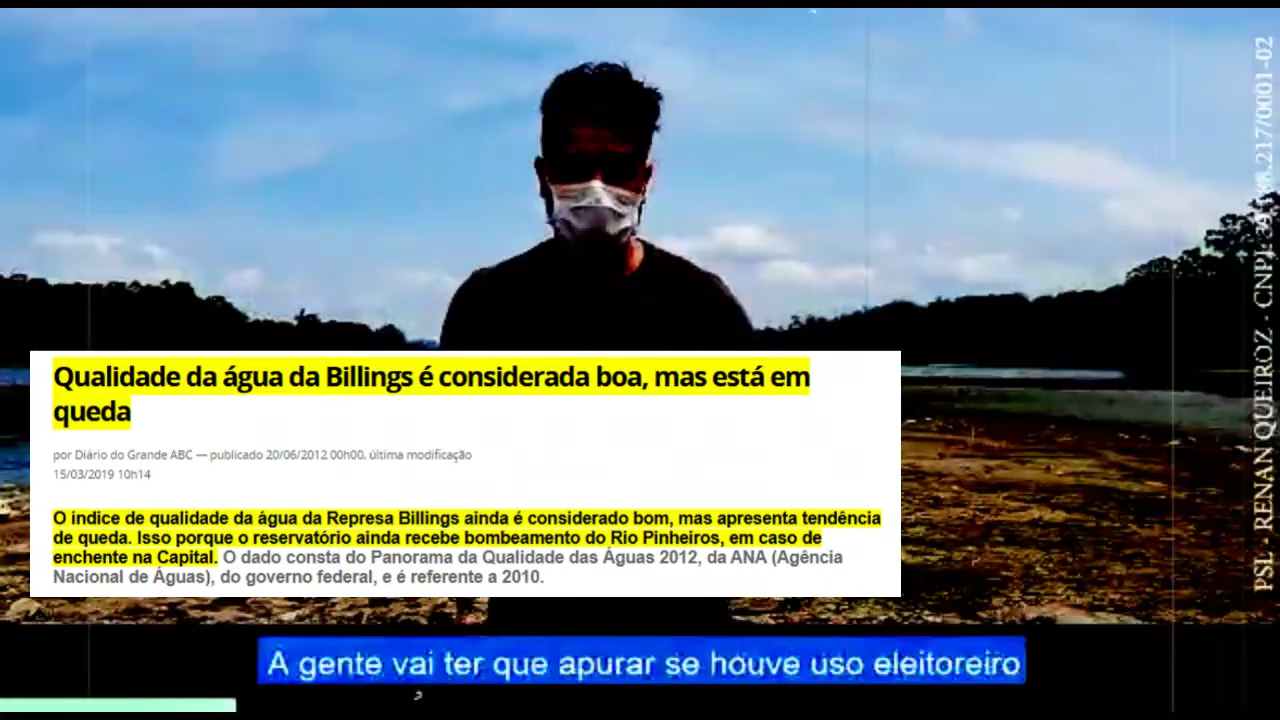 Qualidade da água da Billings é considerada boa, mas está em
queda
por Diário do Grande ABC — publicado 20/06/2012 00h00, última modificação
15/03/2019 10h14
O índice de qualidade da água da Represa Billings ainda é considerado bom, mas apresenta tendência
de queda. Isso porque o reservatório ainda recebe bombeamento do Rio Pinheiros, em caso de
enchente na Capital. O dado consta do Panorama da Qualidade das Águas 2012, da ANA (Agência
Nacional de Águas), do governo federal, e é referente a 2010.
A gente vai ter que apurar se houve uso eleitoreiro
PSL - RENAN QUEIROZ - CNPJ